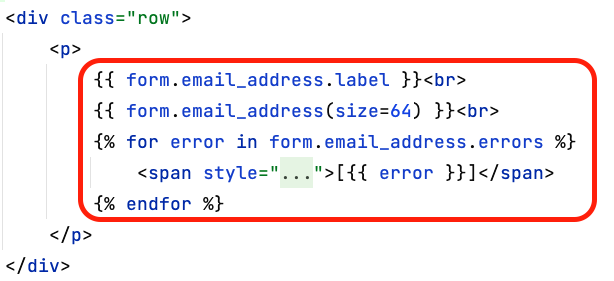 <div class="row">
<p>
{{ form.email_address.label }}<br>
{{ form.email_address(size=64) }}<br>
{% for error in form.email_address.errors %}
<span style="...">[{{ error }}]</span>
{% endfor %}
</p>
</div>